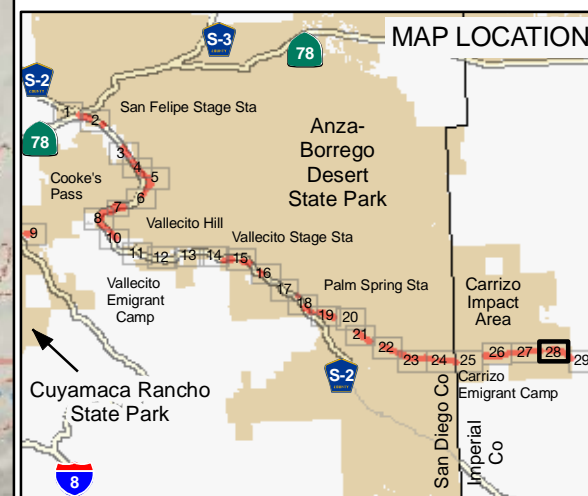 MAP LOCATION
S-3
78
S-2
78
San Felipe Stage Sta
1
2
3
4
5
6
7
8
9
10
11
12
13
14
15
16
17
18
19
20
21
22
23
24
25
26
27
28
29
Anza-
Borrego
Desert
State Park
Cooke's
Pass
Vallecito Hill
Vallecito Stage Sta
Vallecito
Emigrant
Camp
Palm Spring Sta
Carrizo
Impact
Area
Carrizo
Emigrant Camp
S-2
Cuyamaca Rancho
State Park
San Diego Co
Imperial
Co
8